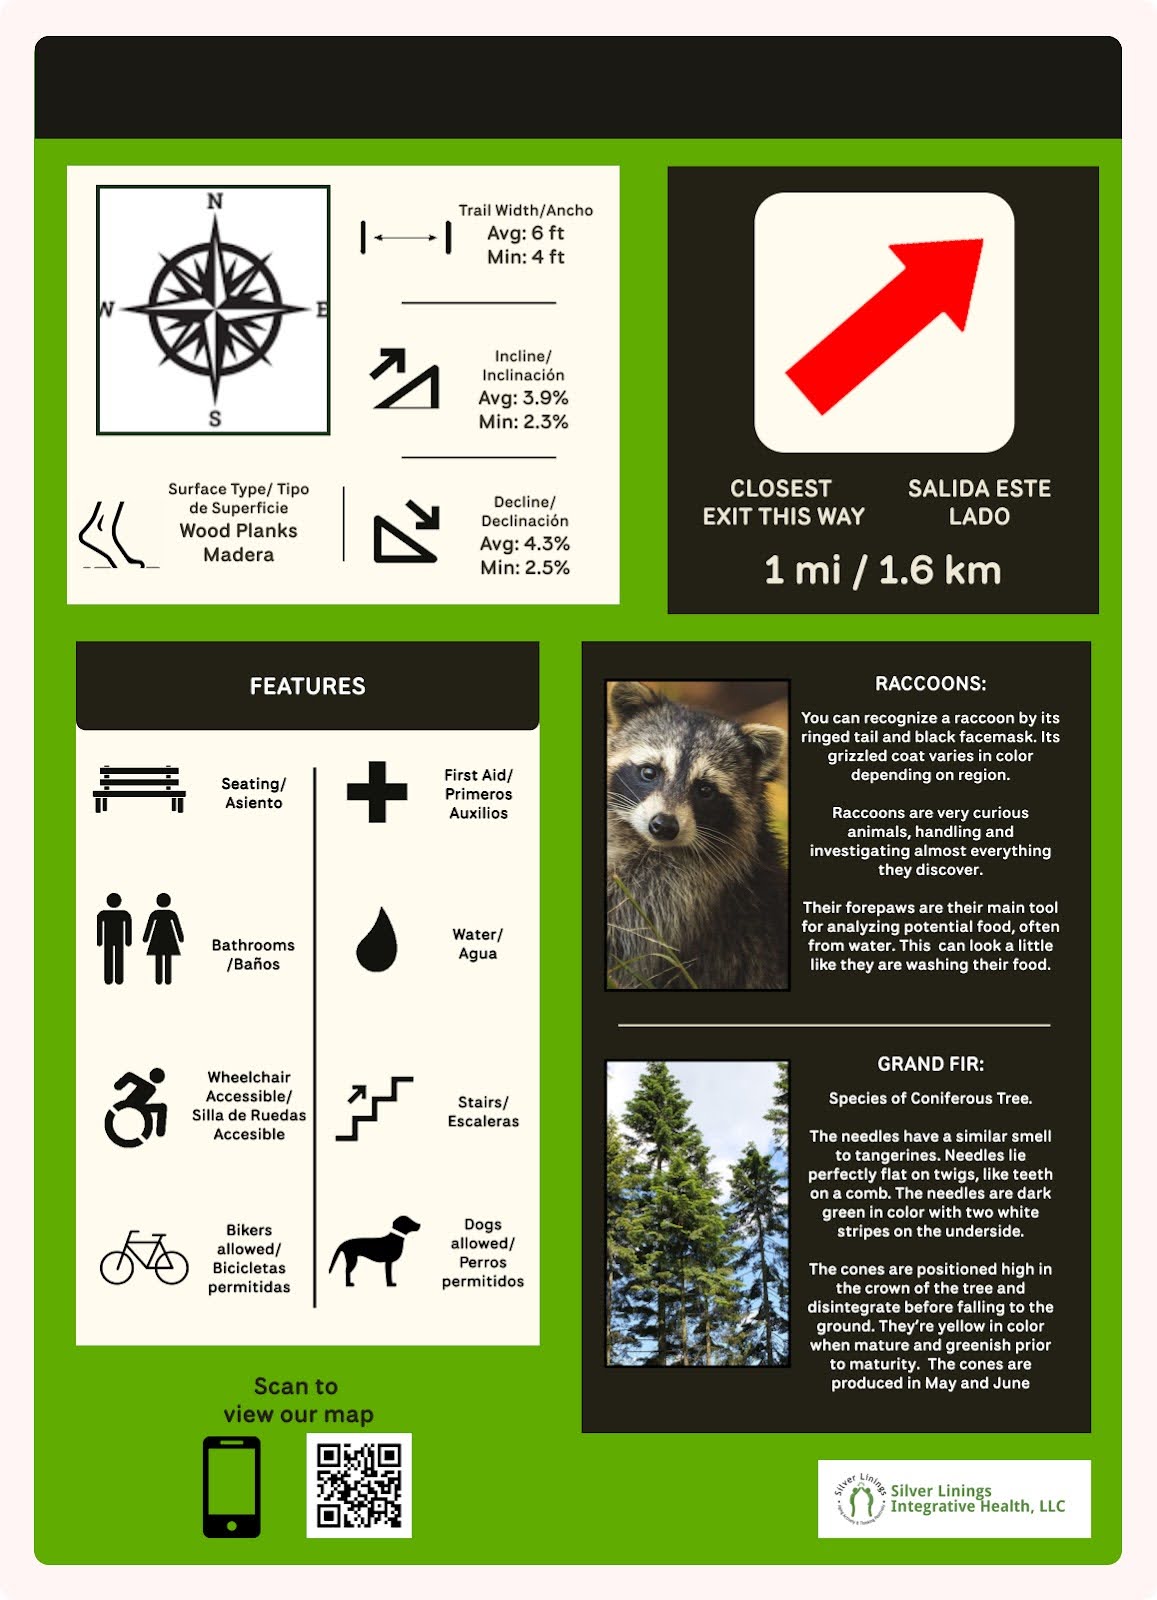 N
W
E
S
Trail Width/Ancho
Avg: 6 ft
Min: 4 ft
Incline/
Inclinación
Avg: 3.9%
Min: 2.3%
Surface Type/ Tipo
de Superficie
Wood Planks
Madera
Decline/
Declinación
Avg: 4.3%
Min: 2.5%
CLOSEST
EXIT THIS WAY
SALIDA ESTE
LADO
1 mi / 1.6 km
FEATURES
Seating/
Asiento
First Aid/
Primeros
Auxilios
Bathrooms
/Baños
Water/
Agua
Wheelchair
Accessible/
Silla de Ruedas
Accesible
Stairs/
Escaleras
Bikers
allowed/
Bicicletas
permitidas
Dogs
allowed/
Perros
permitidos
Scan to
view our map
RACCOONS:
You can recognize a raccoon by its
ringed tail and black facemask. Its
grizzled coat varies in color
depending on region.
Raccoons are very curious
animals, handling and
investigating almost everything
they discover.
Their forepaws are their main tool
for analyzing potential food, often
from water. This  can look a little
like they are washing their food.
GRAND FIR:
Species of Coniferous Tree.
The needles have a similar smell
to tangerines. Needles lie
perfectly flat on twigs, like teeth
on a comb. The needles are dark
green in color with two white
stripes on the underside.
The cones are positioned high in
the crown of the tree and
disintegrate before falling to the
ground. They’re yellow in color
when mature and greenish prior
to maturity.  The cones are
produced in May and June
Silver Linings
Silver Linings
Integrative Health, LLC